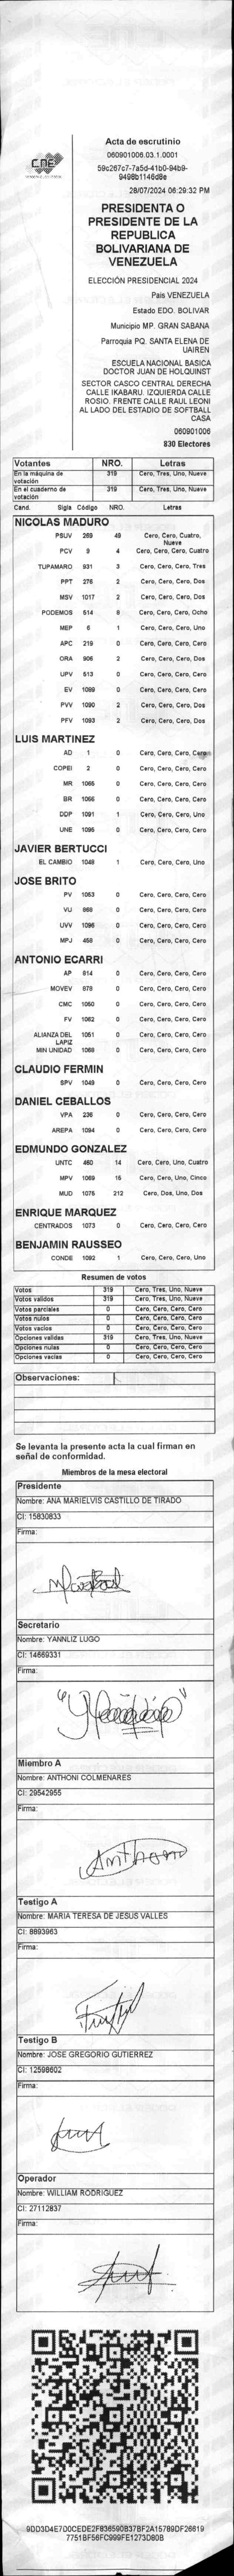 CNE
Acta de escrutinio
060901006.03.1.0001
59c267c7-7a5d-41b0-94b9-
9498b1146d8e
28/07/2024 06:29:32 PM
PRESIDENTA O
PRESIDENTE DE LA
REPUBLICA
BOLIVARIANA DE
VENEZUELA
ELECCIÓN PRESIDENCIAL 2024
País VENEZUELA
Estado EDO. BOLIVAR
Municipio MP. GRAN SABANA
Parroquia PQ. SANTA ELENA DE
UAIREN
ESCUELA NACIONAL BASICA
DOCTOR JUAN DE HOLQUINST
SECTOR CASCO CENTRAL DERECHA
CALLE IKABARU. IZQUIERDA CALLE
ROSIO. FRENTE CALLE RAUL LEONI
AL LADO DEL ESTADIO DE SOFTBALL
CASA
060901006
830 Electores
Votantes NRO. Letras
En la máquina de votación 319 Cero, Tres, Uno, Nueve
En el cuaderno de votación 319 Cero, Tres, Uno, Nueve
Cand. Sigla Código NRO. Letras
NICOLAS MADURO
PSUV 269 49 Cero, Cero, Cuatro, Nueve
PCV 9 4 Cero, Cero, Cero, Cuatro
TUPAMARO 931 3 Cero, Cero, Cero, Tres
PPT 276 2 Cero, Cero, Cero, Dos
MSV 1017 2 Cero, Cero, Cero, Dos
PODEMOS 514 8 Cero, Cero, Cero, Ocho
MEP 6 1 Cero, Cero, Cero, Uno
APC 219 0 Cero, Cero, Cero, Cero
ORA 906 2 Cero, Cero, Cero, Dos
UPV 513 0 Cero, Cero, Cero, Cero
EV 1089 0 Cero, Cero, Cero, Cero
PVV 1090 2 Cero, Cero, Cero, Dos
PFV 1093 2 Cero, Cero, Cero, Dos
LUIS MARTINEZ
AD 1 0 Cero, Cero, Cero, Cero
COPEI 2 0 Cero, Cero, Cero, Cero
MR 1065 0 Cero, Cero, Cero, Cero
BR 1066 0 Cero, Cero, Cero, Cero
DDP 1091 1 Cero, Cero, Cero, Uno
UNE 1095 0 Cero, Cero, Cero, Cero
JAVIER BERTUCCI
EL CAMBIO 1048 1 Cero, Cero, Cero, Uno
JOSE BRITO
PV 1053 0 Cero, Cero, Cero, Cero
VU 868 0 Cero, Cero, Cero, Cero
UVV 1096 0 Cero, Cero, Cero, Cero
MPJ 458 0 Cero, Cero, Cero, Cero
ANTONIO ECARRI
AP 814 0 Cero, Cero, Cero, Cero
MOVEV 878 0 Cero, Cero, Cero, Cero
CMC 1050 0 Cero, Cero, Cero, Cero
FV 1062 0 Cero, Cero, Cero, Cero
ALIANZA DEL LAPIZ 1051 0 Cero, Cero, Cero, Cero
MIN UNIDAD 1068 0 Cero, Cero, Cero, Cero
CLAUDIO FERMIN
SPV 1049 0 Cero, Cero, Cero, Cero
DANIEL CEBALLOS
VPA 236 0 Cero, Cero, Cero, Cero
AREPA 1094 0 Cero, Cero, Cero, Cero
EDMUNDO GONZALEZ
UNTC 460 14 Cero, Cero, Uno, Cuatro
MPV 1069 15 Cero, Cero, Uno, Cinco
MUD 1075 212 Cero, Dos, Uno, Dos
ENRIQUE MARQUEZ
CENTRADOS 1073 0 Cero, Cero, Cero, Cero
BENJAMIN RAUSSEO
CONDE 1092 1 Cero, Cero, Cero, Uno
Resumen de votos
Votos 319 Cero, Tres, Uno, Nueve
Votos validos 319 Cero, Tres, Uno, Nueve
Votos parciales 0 Cero, Cero, Cero, Cero
Votos nulos 0 Cero, Cero, Cero, Cero
Votos vacíos 0 Cero, Cero, Cero, Cero
Opciones validas 319 Cero, Tres, Uno, Nueve
Opciones nulas 0 Cero, Cero, Cero, Cero
Opciones vacías 0 Cero, Cero, Cero, Cero
Observaciones:
Se levanta la presente acta la cual firman en
señal de conformidad.
Miembros de la mesa electoral
Presidente
Nombre: ANA MARIELVIS CASTILLO DE TIRADO
CI: 15830833
Firma:
Secretario
Nombre: YANNLIZ LUGO
CI: 14669331
Firma:
Miembro A
Nombre: ANTHONI COLMENARES
CI: 29542955
Firma:
Anthoni
Testigo A
Nombre: MARIA TERESA DE JESUS VALLES
CI: 8893963
Firma:
Testigo B
Nombre: JOSE GREGORIO GUTIERREZ
CI: 12598602
Firma:
Operador
Nombre: WILLIAM RODRIGUEZ
CI: 27112837
Firma:
9DD3D4E7D0CEDE2F836590B37BF2A15789DF26619
7751BF56FC999FE1273D80B